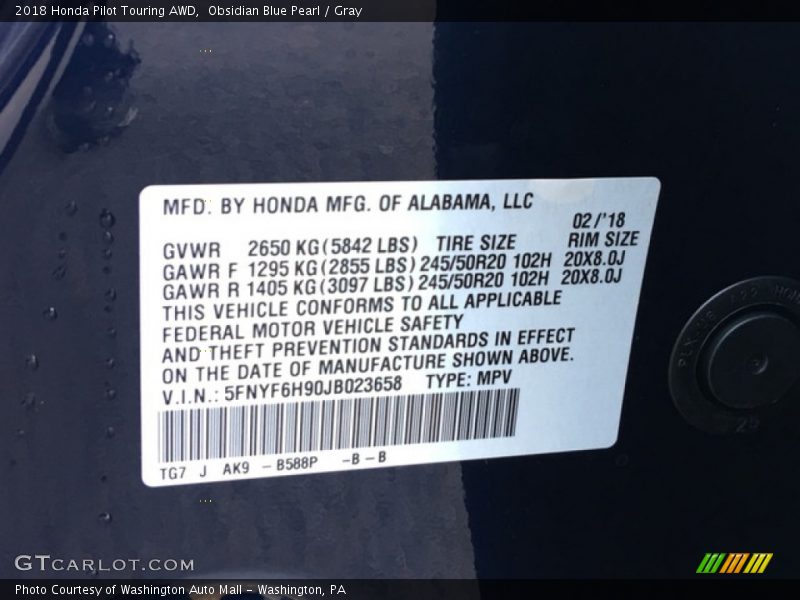 2018 Honda Pilot Touring AWD, Obsidian Blue Pearl / Gray
MFD. BY HONDA MFG. OF ALABAMA, LLC
02/'18
GVWR 2650 KG(5842 LBS) TIRE SIZE RIM SIZE
GAWR F 1295 KG(2855 LBS) 245/50R20 102H 20X8.0J
GAWR R 1405 KG(3097 LBS) 245/50R20 102H 20X8.0J
THIS VEHICLE CONFORMS TO ALL APPLICABLE
FEDERAL MOTOR VEHICLE SAFETY
AND THEFT PREVENTION STANDARDS IN EFFECT
ON THE DATE OF MANUFACTURE SHOWN ABOVE.
V.I.N.: 5FNYF6H90JB023658 TYPE: MPV
TG7 J AK9 - B588P -B-B
GTCARLOT.COM
Photo Courtesy of Washington Auto Mall - Washington, PA